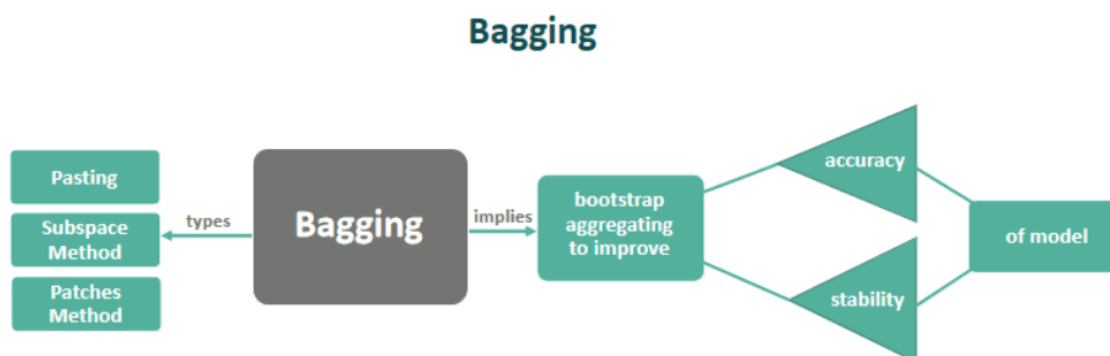 Bagging
Pasting
Subspace
Method
Patches
Method
types
Bagging
implies
bootstrap
aggregating
to improve
accuracy
stability
of model